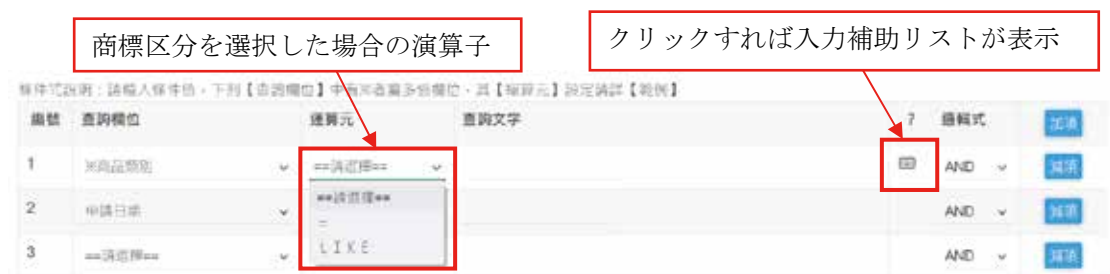 商標区分を選択した場合の演算子
クリックすれば入力補助リストが表示
條件式說明：請輸入條件值，下列【查詢欄位】中有※者屬多值欄位，其【運算元】設定請詳【範例】
編號 查詢欄位 運算元 查詢文字 ? 邏輯式 加項
1 ※商品類別 ==請選擇== AND 減項
==請選擇==
2 申請日期 = AND 減項
LIKE
3 ==請選擇== AND 減項